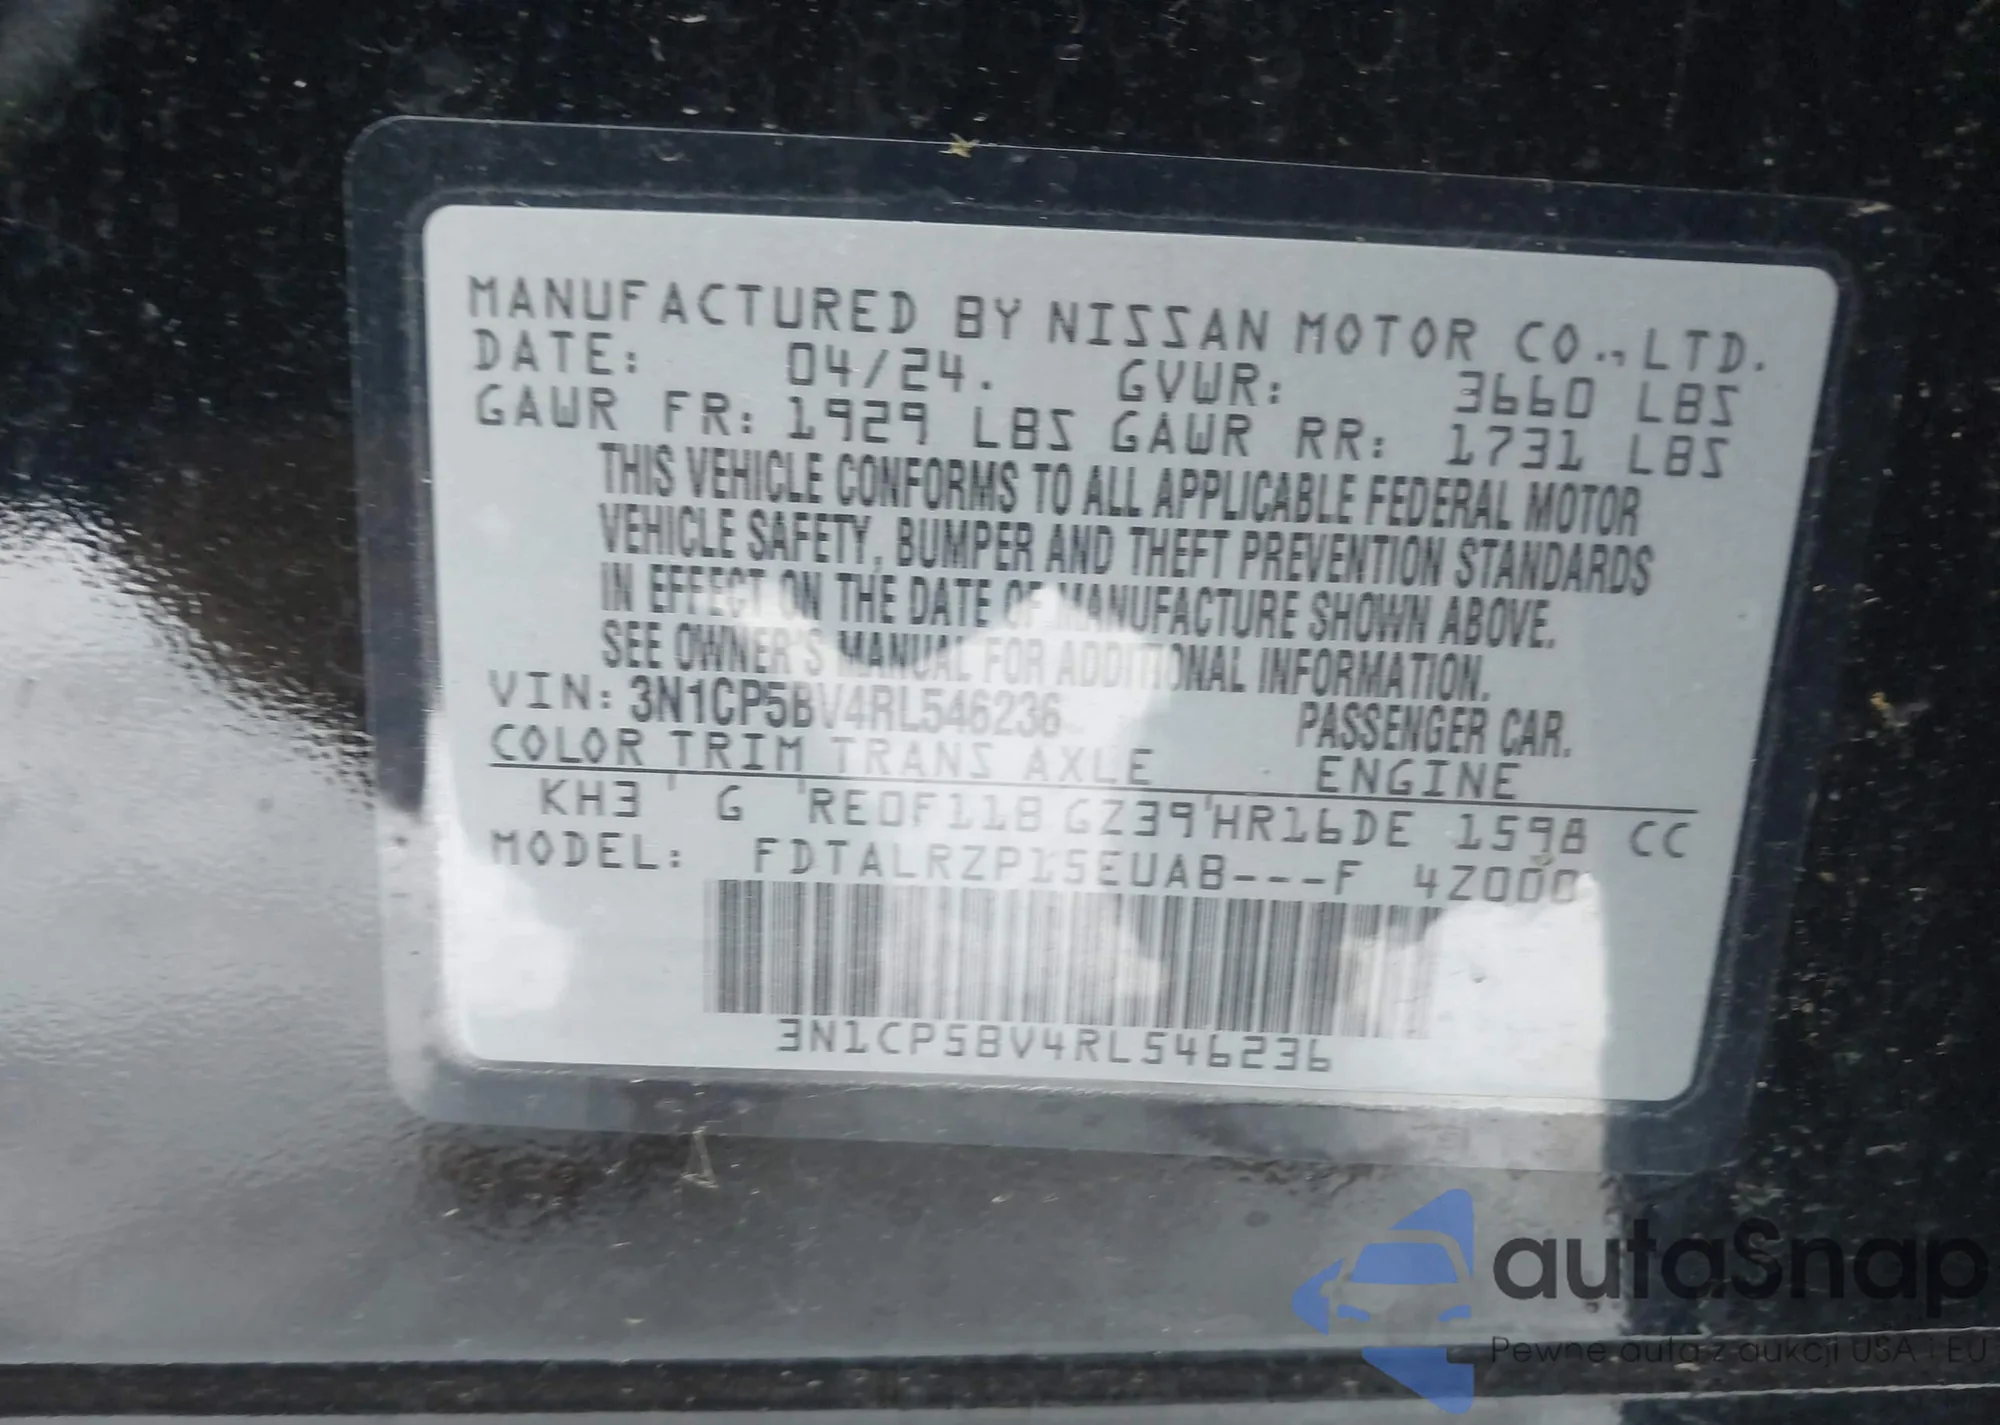 MANUFACTURED BY NISSAN MOTOR CO., LTD.
DATE: 04/24. GVWR: 3660 LBS
GAWR FR: 1929 LBS GAWR RR: 1731 LBS
THIS VEHICLE CONFORMS TO ALL APPLICABLE FEDERAL MOTOR
VEHICLE SAFETY, BUMPER AND THEFT PREVENTION STANDARDS
IN EFFECT ON THE DATE OF MANUFACTURE SHOWN ABOVE.
SEE OWNER'S MANUAL FOR ADDITIONAL INFORMATION.
VIN: 3N1CP5BV4RL546236 PASSENGER CAR.
COLOR TRIM TRANS AXLE ENGINE
KH3 ' G 'RE0F11B GZ39'HR16DE 1598 CC
MODEL: FDTALRZP15EUAB---F 4Z000
3N1CP5BV4RL546236
autaSnap
Pewne auta z aukcji USA i EU